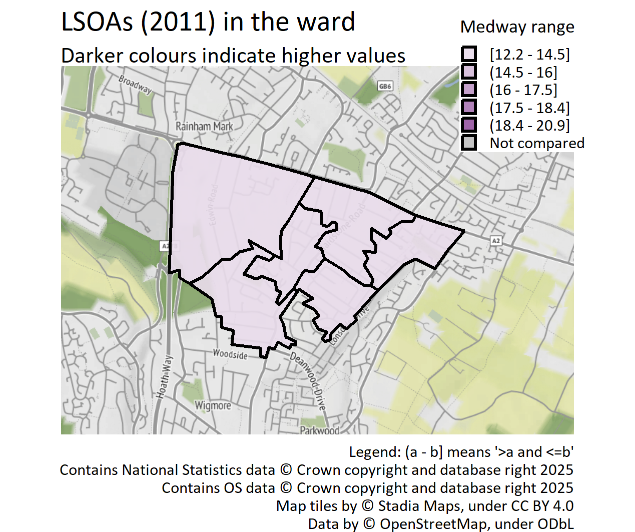 LSOAs (2011) in the ward
Darker colours indicate higher values
Medway range
[12.2 - 14.5]
(14.5 - 16]
(16 - 17.5]
(17.5 - 18.4]
(18.4 - 20.9]
Not compared
Broadway
GB6
Rainham Mark
A2
A2
Hoath-Way
Woodside
Deanwood-Drive
Wigmore
Parkwood
Legend: (a - b] means '>a and <=b'
Contains National Statistics data © Crown copyright and database right 2025
Contains OS data © Crown copyright and database right 2025
Map tiles by © Stadia Maps, under CC BY 4.0
Data by © OpenStreetMap, under ODbL